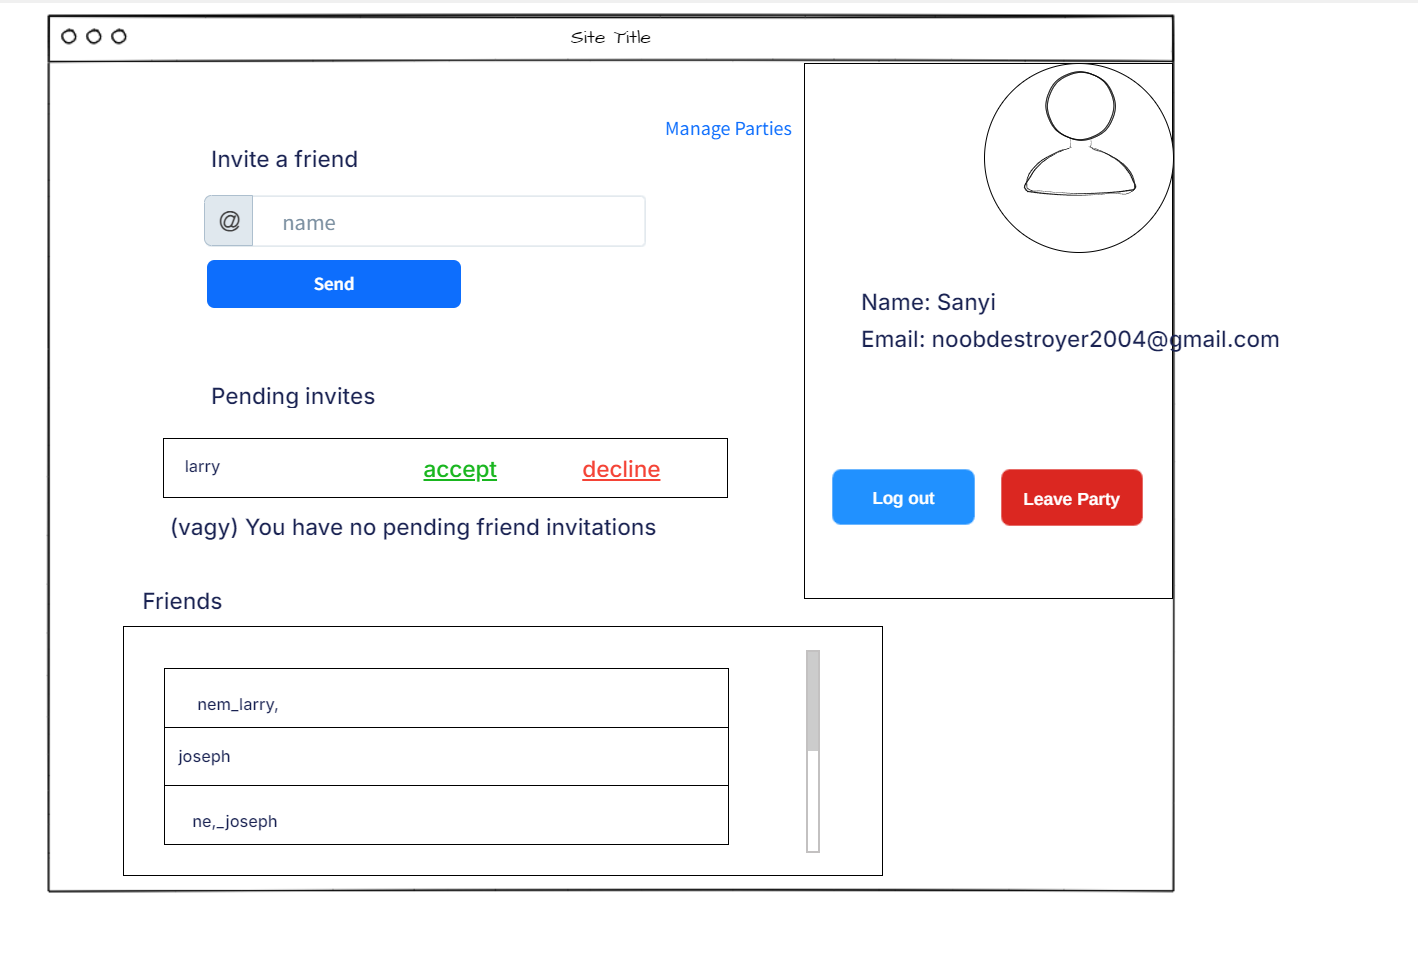 Site Title
Manage Parties
Invite a friend
@ name
Send
Name: Sanyi
Email: noobdestroyer2004@gmail.com
Pending invites
larry accept decline
Log out Leave Party
(vagy) You have no pending friend invitations
Friends
nem_larry,
joseph
ne,_joseph